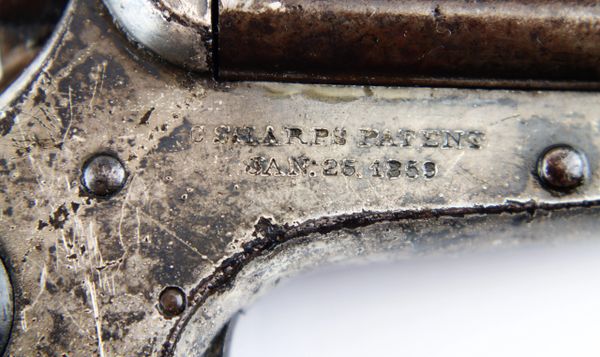 C SHARPS PATENT
JAN: 25, 1859